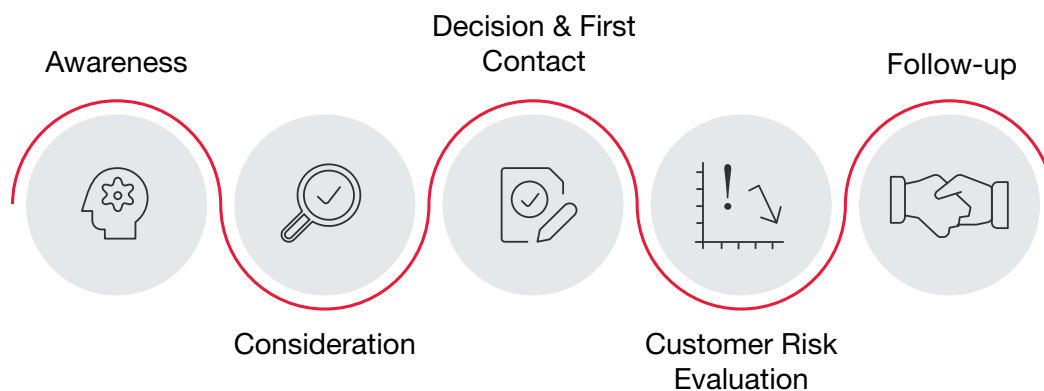 Awareness
Consideration
Decision & First
Contact
Customer Risk
Evaluation
Follow-up